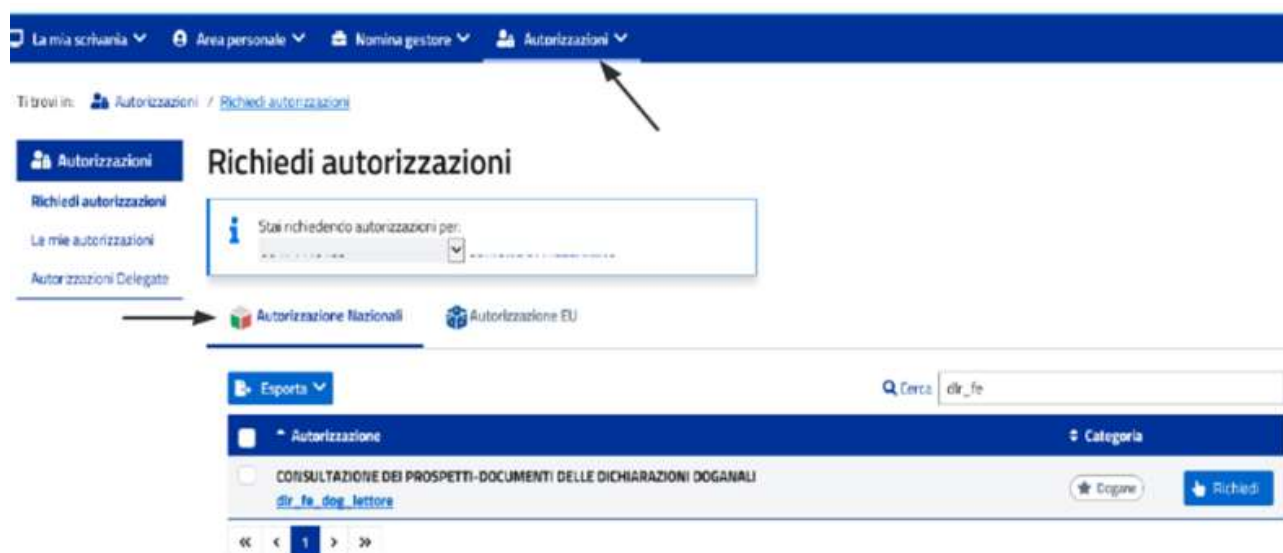 La mia scrivania Area personale Nomina gestore Autorizzazioni
Ti trovi in: Autorizzazioni / Richiedi autorizzazioni
Autorizzazioni
Richiedi autorizzazioni
Richiedi autorizzazioni
Le mie autorizzazioni
Autorizzazioni Delegate
Stai richiedendo autorizzazioni per:
Autorizzazione Nazionali Autorizzazione EU
Esporta Cerca dlr_fe
Autorizzazione Categoria
CONSULTAZIONE DEI PROSPETTI-DOCUMENTI DELLE DICHIARAZIONI DOGANALI
dlr_fe_dog_lettore Dogane Richiedi
« < 1 > »